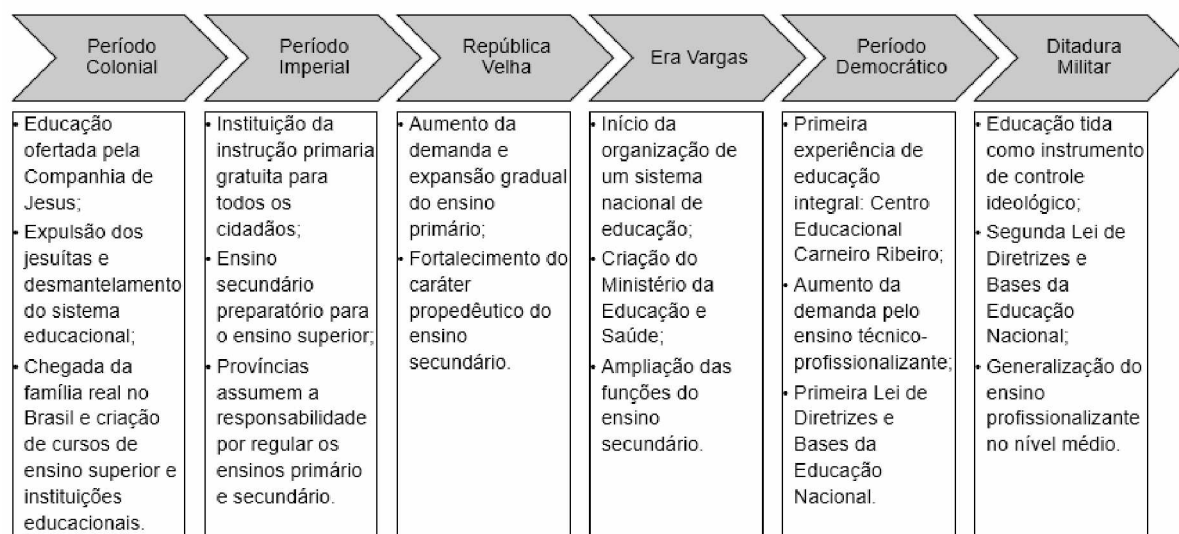 Período
Colonial
Período
Imperial
República
Velha
Era Vargas
Período
Democrático
Ditadura
Militar
• Educação
ofertada pela
Companhia de
Jesus;
• Expulsão dos
jesuítas e
desmantelamento
do sistema
educacional;
• Chegada da
família real no
Brasil e criação
de cursos de
ensino superior e
instituições
educacionais.
• Instituição da
instrução primaria
gratuita para
todos os
cidadãos;
• Ensino
secundário
preparatório para
o ensino superior;
• Províncias
assumem a
responsabilidade
por regular os
ensinos primário
e secundário.
• Aumento da
demanda e
expansão gradual
do ensino
primário;
• Fortalecimento do
caráter
propedêutico do
ensino
secundário.
• Início da
organização de
um sistema
nacional de
educação;
• Criação do
Ministério da
Educação e
Saúde;
• Ampliação das
funções do
ensino
secundário.
• Primeira
experiência de
educação
integral: Centro
Educacional
Carneiro Ribeiro;
• Aumento da
demanda pelo
ensino técnico-
profissionalizante;
• Primeira Lei de
Diretrizes e
Bases da
Educação
Nacional.
• Educação tida
como instrumento
de controle
ideológico;
• Segunda Lei de
Diretrizes e
Bases da
Educação
Nacional;
• Generalização do
ensino
profissionalizante
no nível médio.